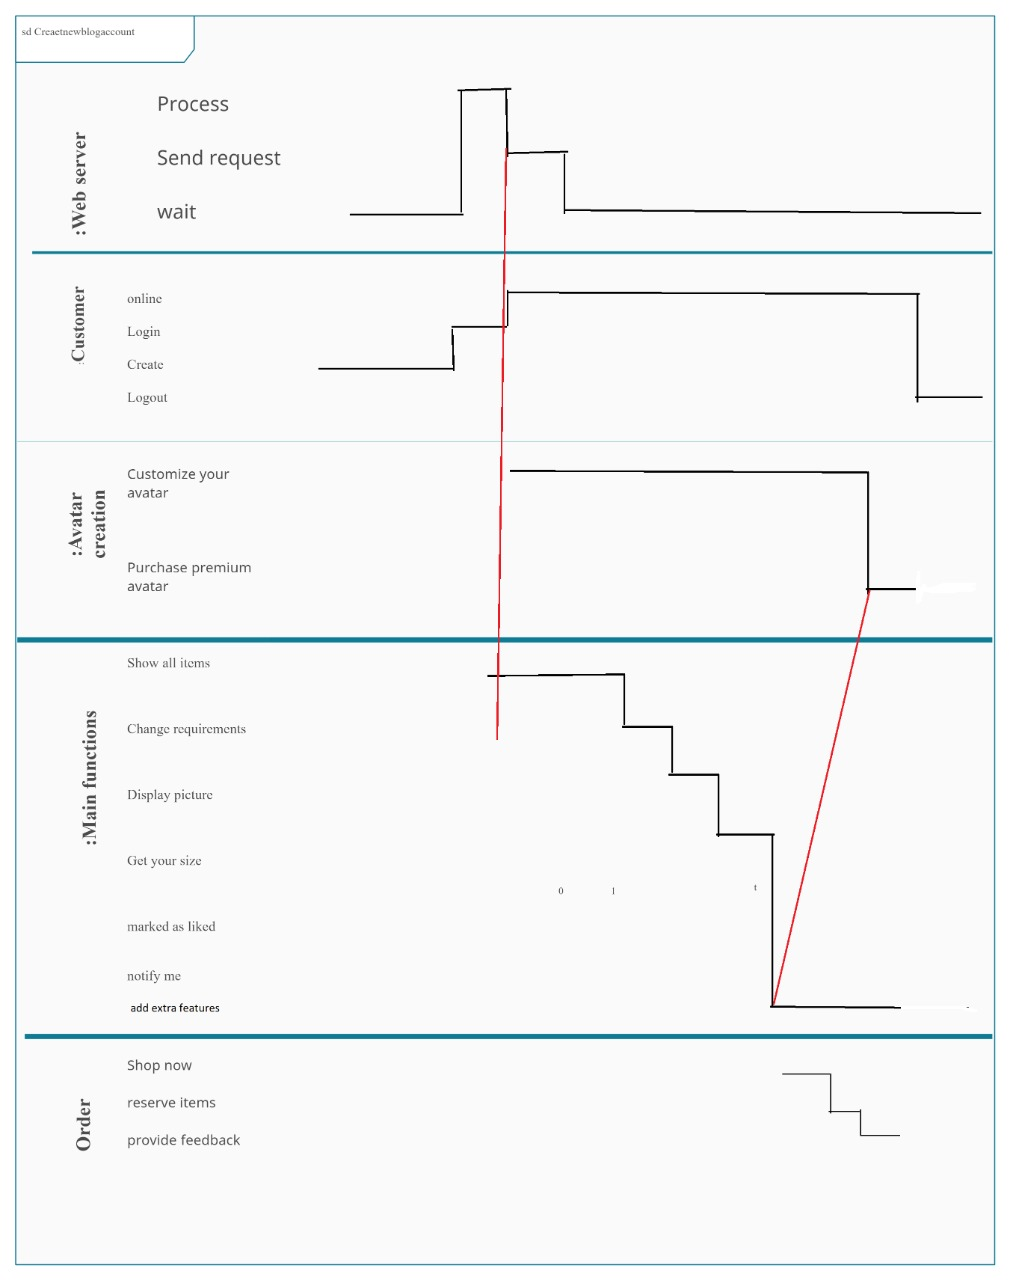 sd Creaetnewblogaccount
:Web server
Process
Send request
wait
:Customer
online
Login
Create
Logout
:Avatar
creation
Customize your
avatar
Purchase premium
avatar
:Main functions
Show all items
Change requirements
Display picture
Get your size
0 1 t
marked as liked
notify me
add extra features
Order
Shop now
reserve items
provide feedback